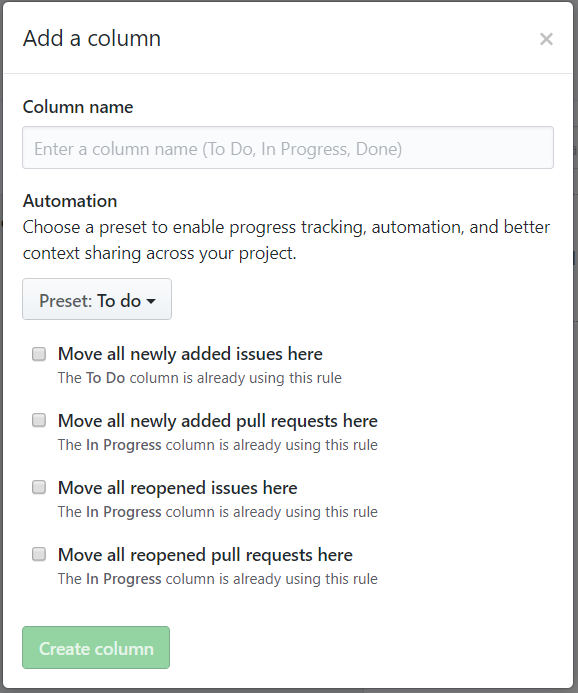 Add a column
×
Column name
Enter a column name (To Do, In Progress, Done)
Automation
Choose a preset to enable progress tracking, automation, and better
context sharing across your project.
Preset: To do
Move all newly added issues here
The To Do column is already using this rule
Move all newly added pull requests here
The In Progress column is already using this rule
Move all reopened issues here
The In Progress column is already using this rule
Move all reopened pull requests here
The In Progress column is already using this rule
Create column